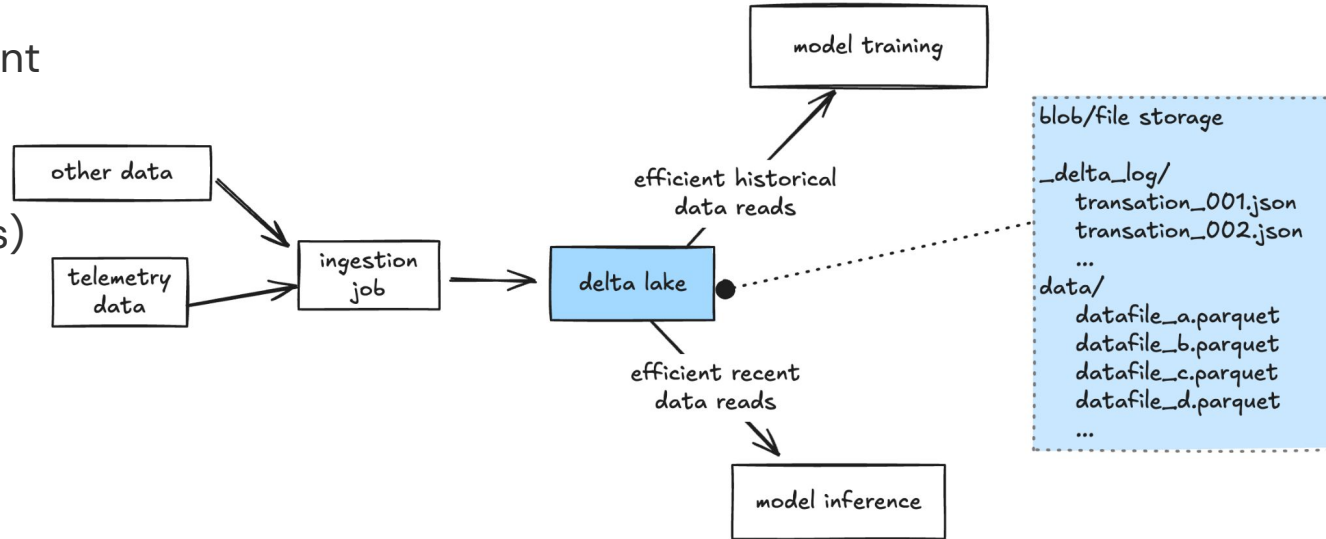 nt
s)
other data
telemetry
data
ingestion
job
delta lake
efficient historical
data reads
model training
efficient recent
data reads
model inference
blob/file storage
_delta_log/
transation_001.json
transation_002.json
...
data/
datafile_a.parquet
datafile_b.parquet
datafile_c.parquet
datafile_d.parquet
...